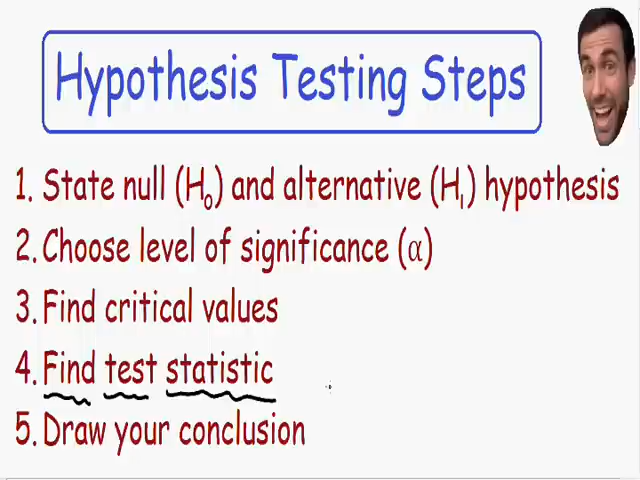 Hypothesis Testing Steps
1. State null (H₀) and alternative (H₁) hypothesis
2. Choose level of significance (α)
3. Find critical values
4. Find test statistic
5. Draw your conclusion